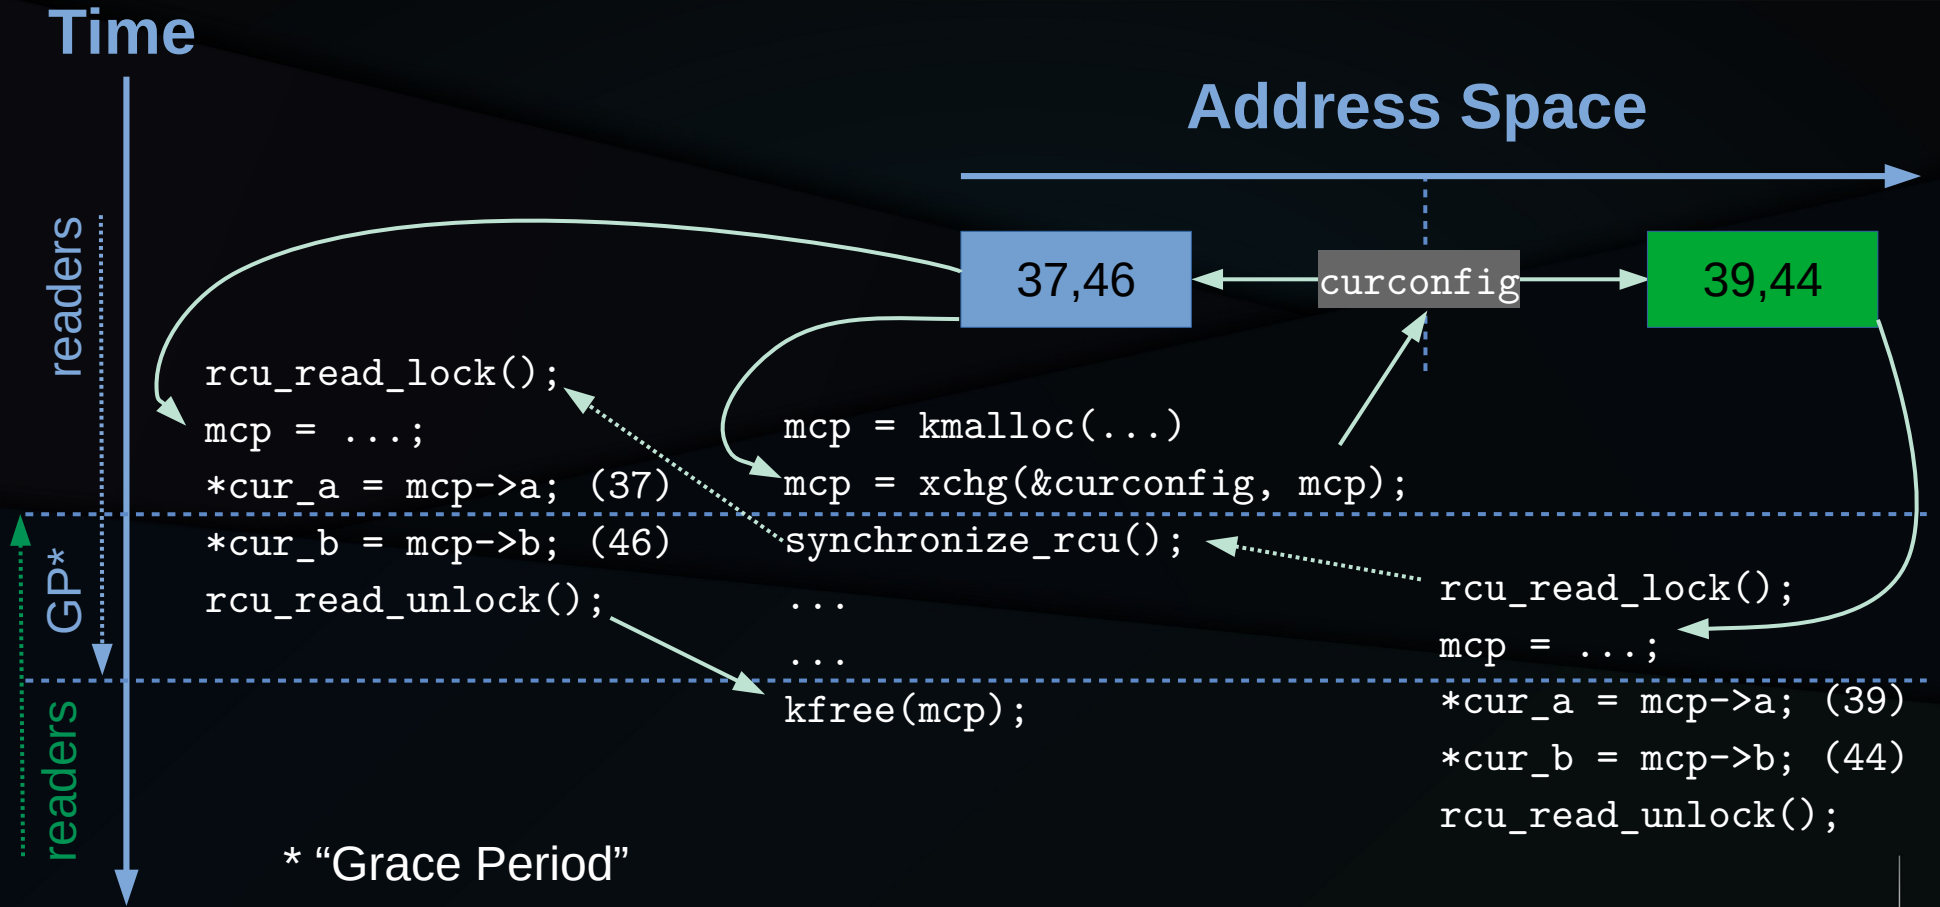 Time
Address Space
readers
37,46
curconfig
39,44
rcu_read_lock();
mcp = ...;
*cur_a = mcp->a; (37)
*cur_b = mcp->b; (46)
rcu_read_unlock();
mcp = kmalloc(...)
mcp = xchg(&curconfig, mcp);
synchronize_rcu();
...
...
kfree(mcp);
rcu_read_lock();
mcp = ...;
*cur_a = mcp->a; (39)
*cur_b = mcp->b; (44)
rcu_read_unlock();
GP*
readers
* “Grace Period”